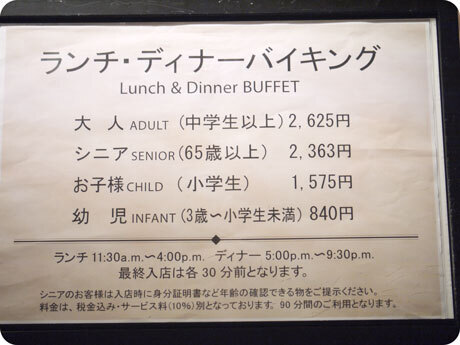 ランチ・ディナーバイキング
Lunch & Dinner BUFFET
大 人 ADULT (中学生以上) 2,625円
シニア SENIOR (65歳以上) 2,363円
お子様 CHILD (小学生) 1,575円
幼 児 INFANT (3歳〜小学生未満) 840円
ランチ 11:30a.m.〜4:00p.m. ディナー 5:00p.m.〜9:30p.m.
最終入店は各30分前となります。
シニアのお客様は入店時に身分証明書など年齢の確認できる物をご提示ください。
料金は、税金込み・サービス料(10%)別となっております。90分間のご利用となります。